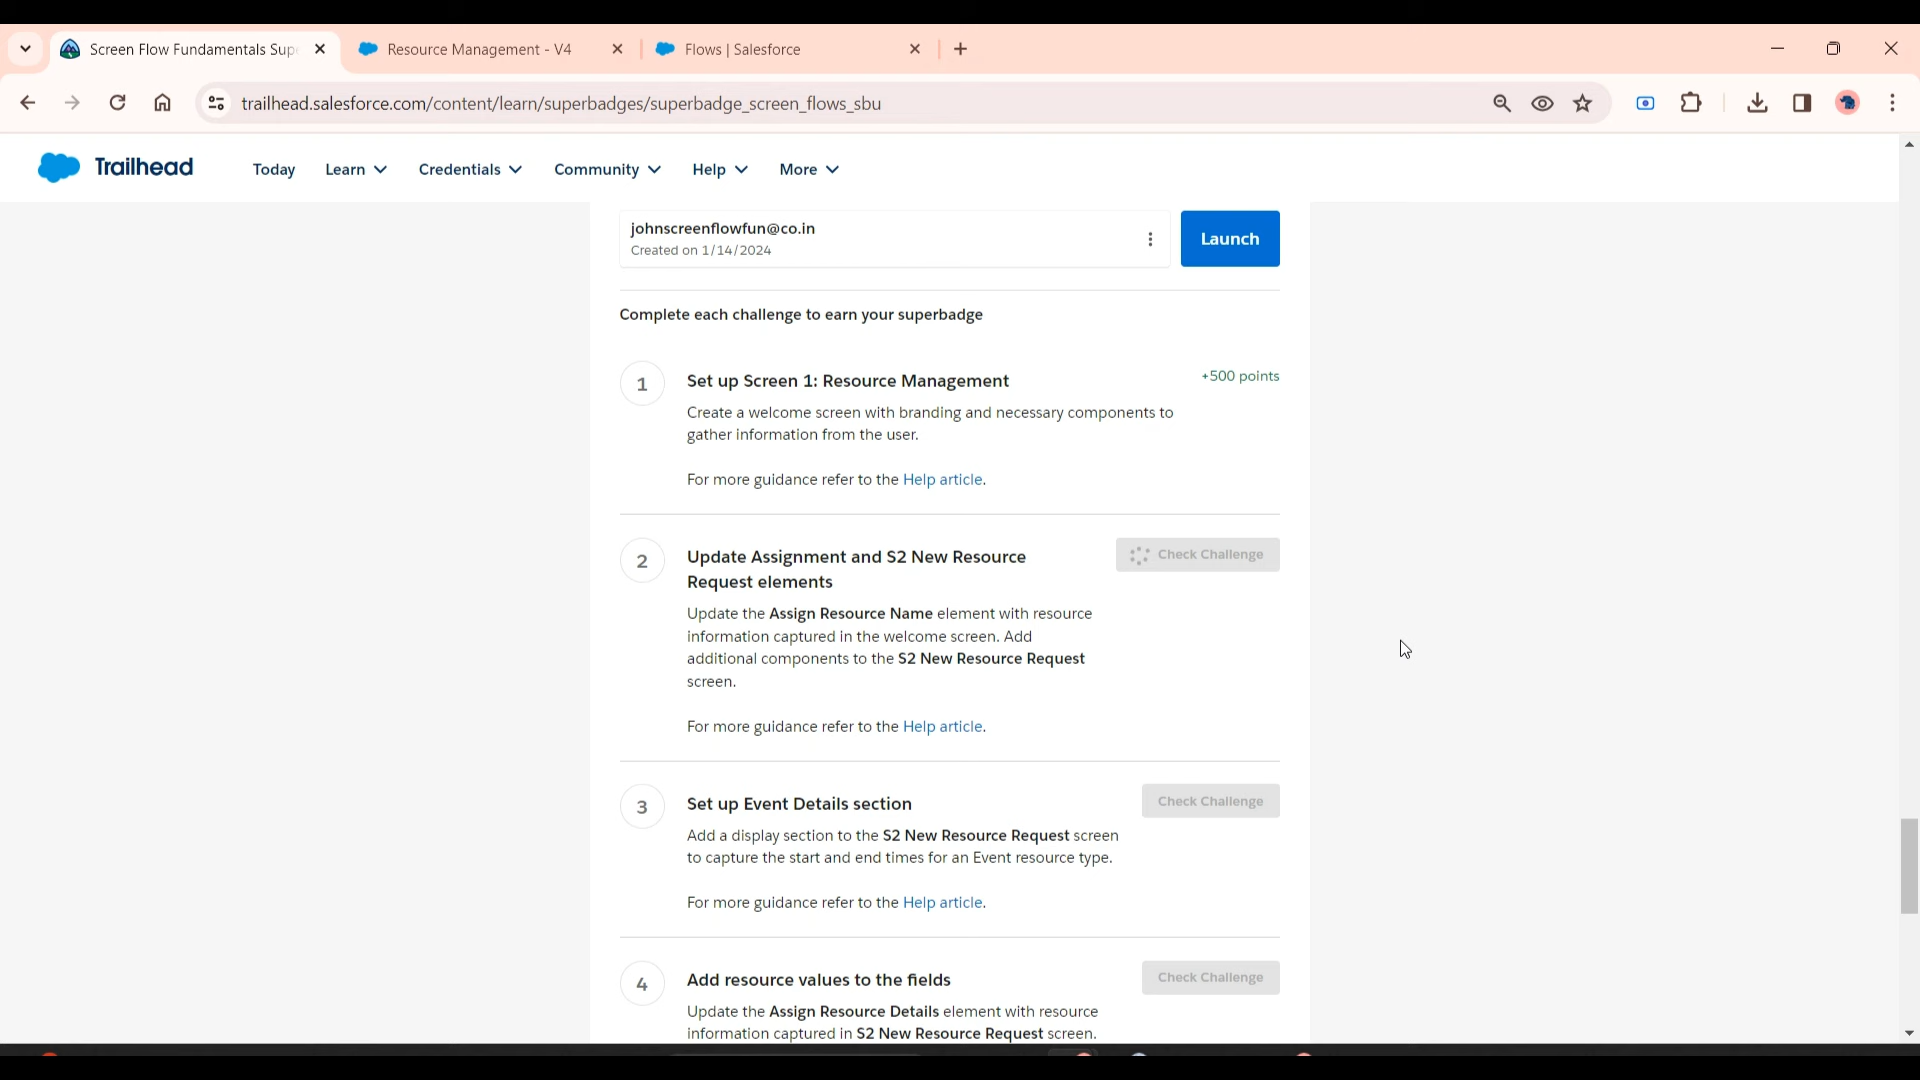 Screen Flow Fundamentals Sup
Resource Management - V4
Flows | Salesforce
trailhead.salesforce.com/content/learn/superbadges/superbadge_screen_flows_sbu
Trailhead
Today
Learn
Credentials
Community
Help
More
johnscreenflowfun@co.in
Created on 1/14/2024
Launch
Complete each challenge to earn your superbadge
1
Set up Screen 1: Resource Management
+500 points
Create a welcome screen with branding and necessary components to
gather information from the user.
For more guidance refer to the Help article.
2
Update Assignment and S2 New Resource
Request elements
Check Challenge
Update the Assign Resource Name element with resource
information captured in the welcome screen. Add
additional components to the S2 New Resource Request
screen.
For more guidance refer to the Help article.
3
Set up Event Details section
Check Challenge
Add a display section to the S2 New Resource Request screen
to capture the start and end times for an Event resource type.
For more guidance refer to the Help article.
4
Add resource values to the fields
Check Challenge
Update the Assign Resource Details element with resource
information captured in S2 New Resource Request screen.